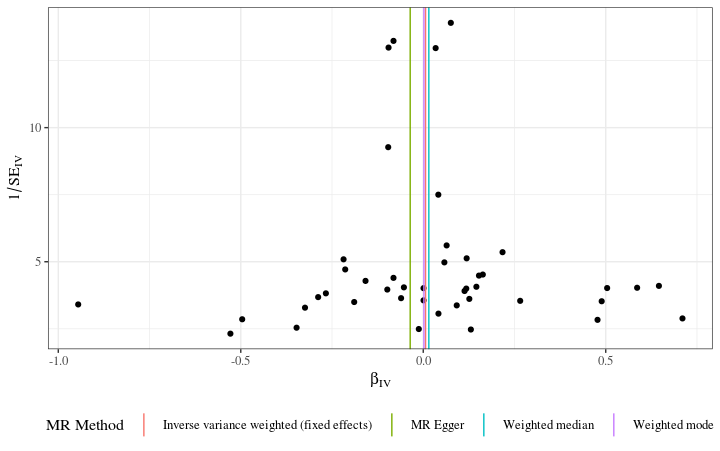 1/SE_IV
10
5
-1.0 -0.5 0.0 0.5
β_IV
MR Method Inverse variance weighted (fixed effects) MR Egger Weighted median Weighted mode